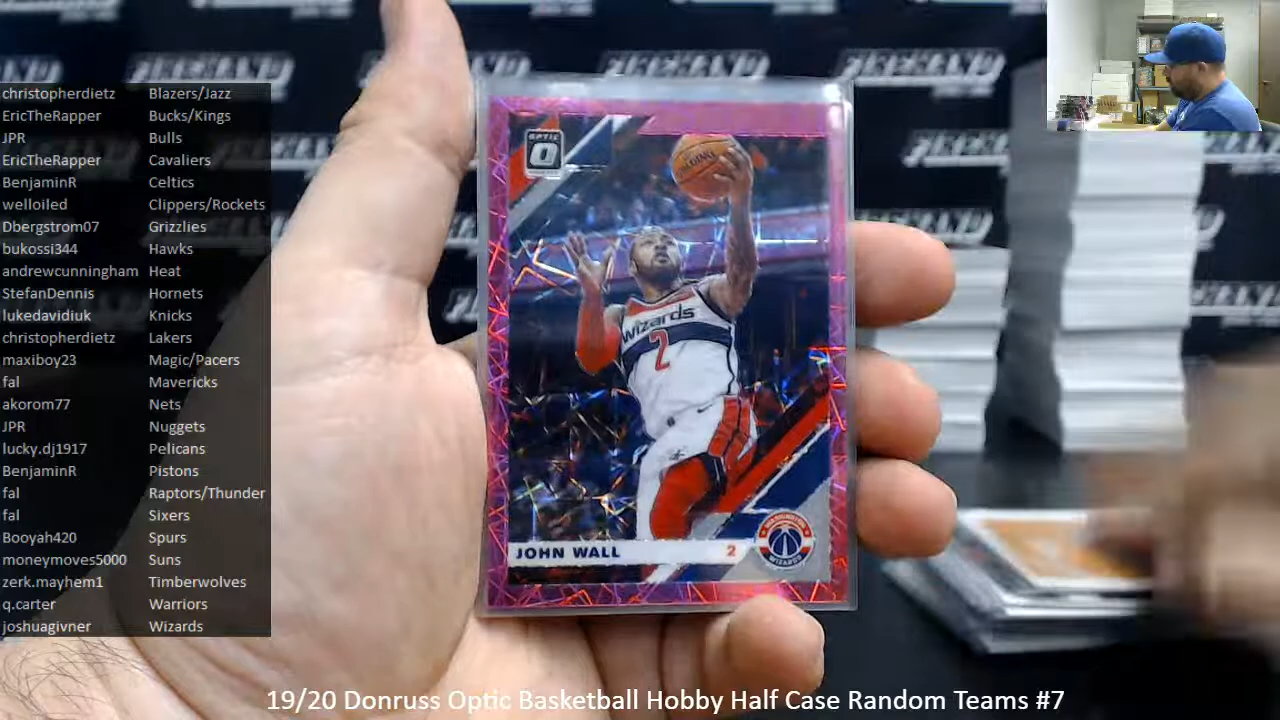 christopherdietz Blazers/Jazz
EricTheRapper Bucks/Kings
JPR Bulls
EricTheRapper Cavaliers
BenjaminR Celtics
welloiled Clippers/Rockets
Dbergstrom07 Grizzlies
bukossi344 Hawks
andrewcunningham Heat
StefanDennis Hornets
lukedavidiuk Knicks
christopherdietz Lakers
maxiboy23 Magic/Pacers
fal Mavericks
akorom77 Nets
JPR Nuggets
lucky.dj1917 Pelicans
BenjaminR Pistons
fal Raptors/Thunder
fal Sixers
Booyah420 Spurs
moneymoves5000 Suns
zerk.mayhem1 Timberwolves
q.carter Warriors
joshuagivner Wizards
OPTIC
Wizards
2
JOHN WALL 2
WASHINGTON
WIZARDS
19/20 Donruss Optic Basketball Hobby Half Case Random Teams #7